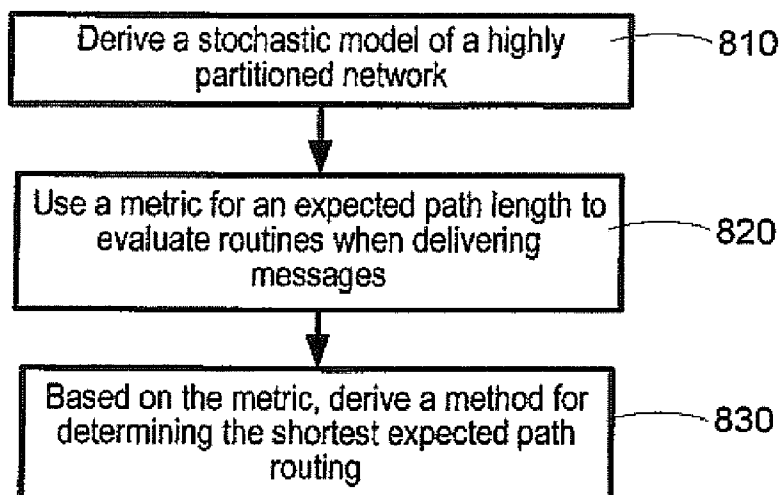 Derive a stochastic model of a highly
partitioned network
810
Use a metric for an expected path length to
evaluate routines when delivering
messages
820
Based on the metric, derive a method for
determining the shortest expected path
routing
830